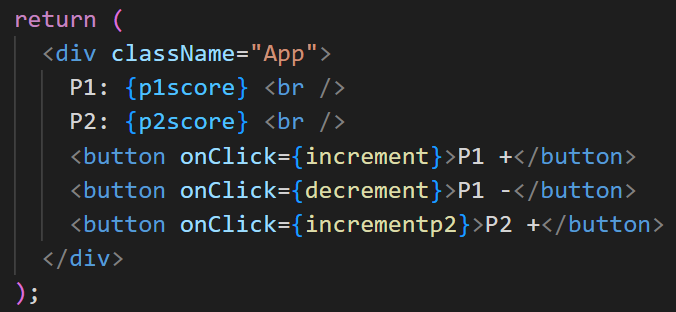 return (
<div className="App">
P1: {p1score} <br />
P2: {p2score} <br />
<button onClick={increment}>P1 +</button>
<button onClick={decrement}>P1 -</button>
<button onClick={incrementp2}>P2 +</button>
</div>
);